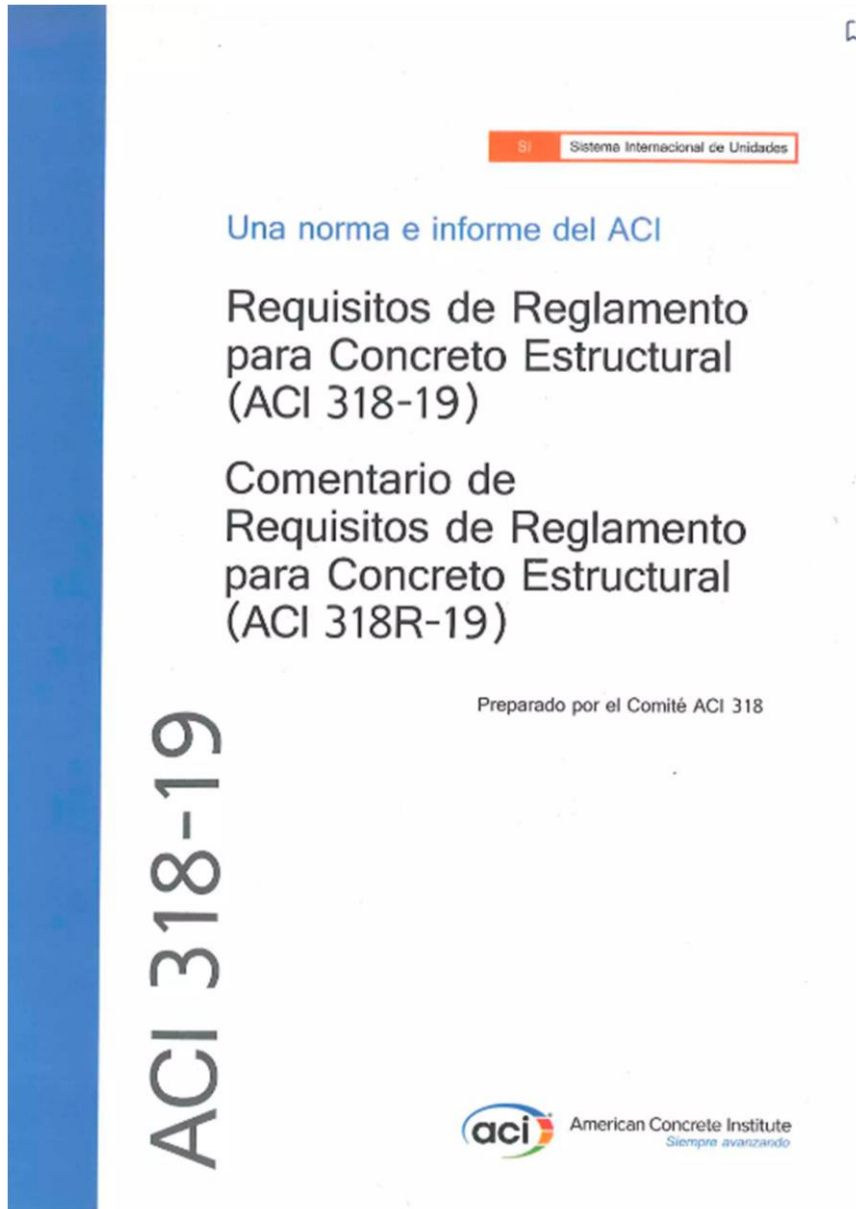 SI Sistema Internacional de Unidades
Una norma e informe del ACI
Requisitos de Reglamento
para Concreto Estructural
(ACI 318-19)
Comentario de
Requisitos de Reglamento
para Concreto Estructural
(ACI 318R-19)
Preparado por el Comité ACI 318
ACI 318-19
aci American Concrete Institute
Siempre avanzando